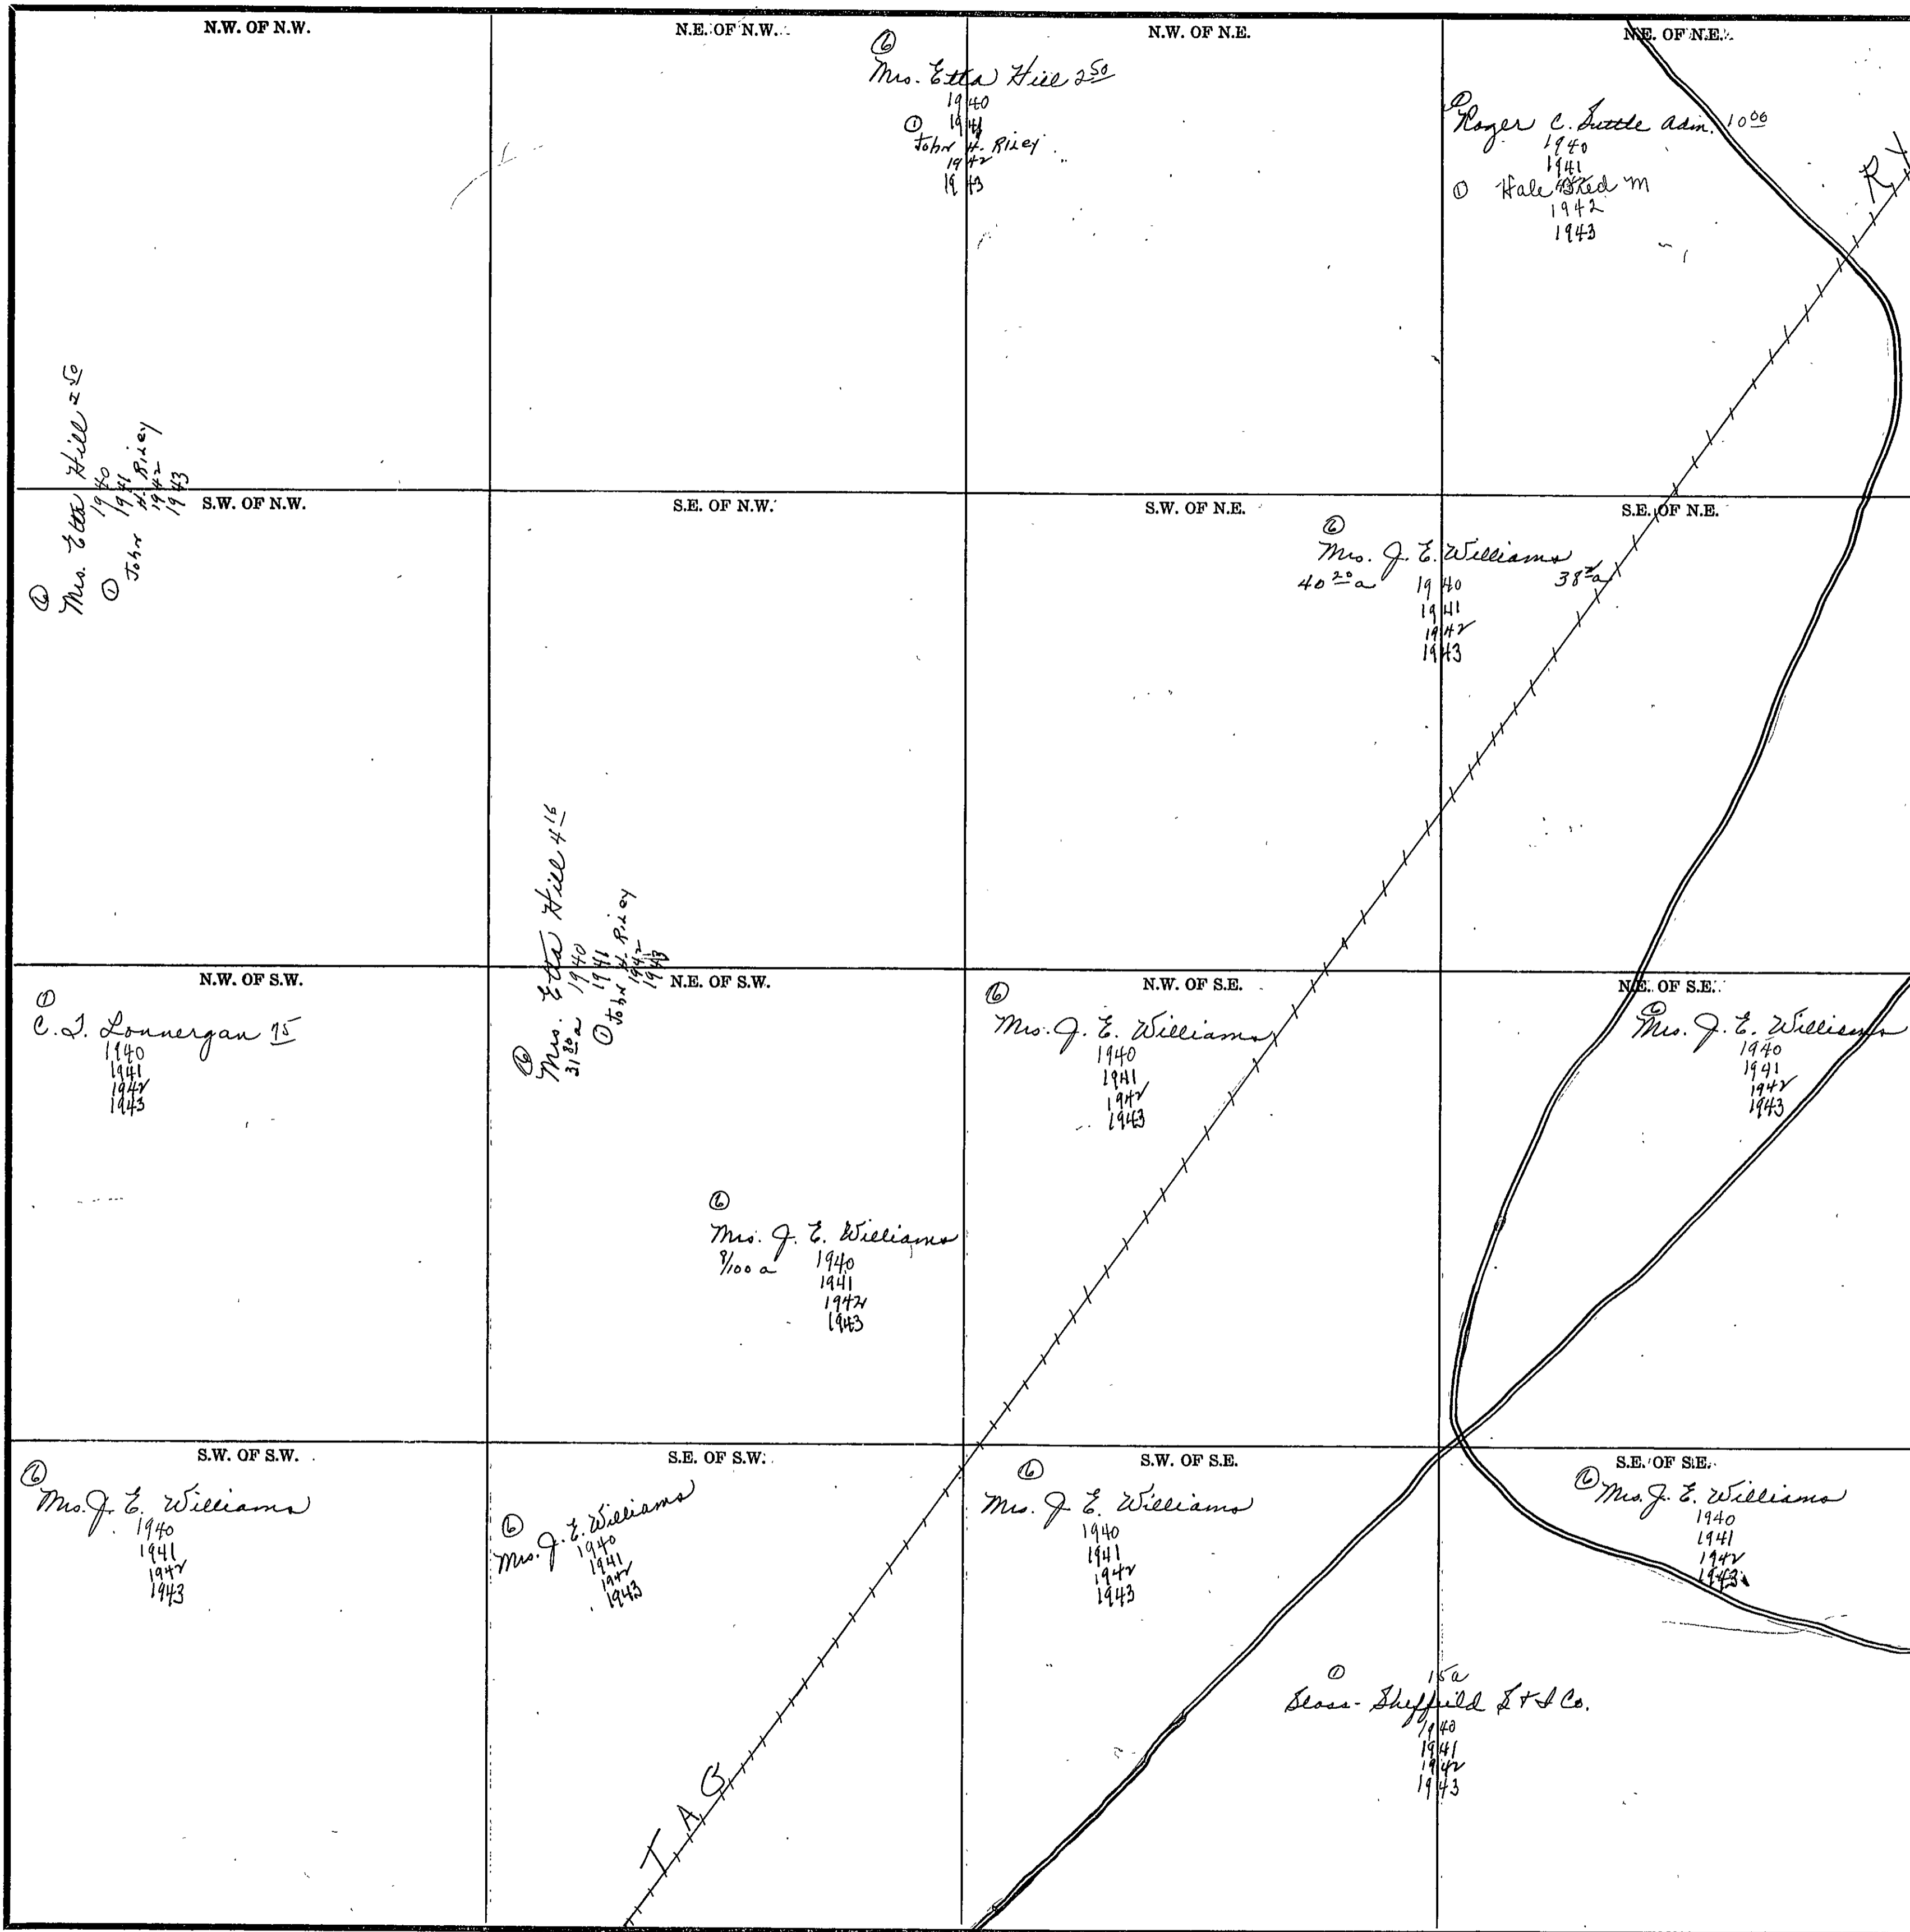 N.W. OF N.W.
N.E. OF N.W.
N.W. OF N.E.
N.E. OF N.E.
6
Mrs. Etta Hill 2 50
1940
1941
1
John H. Riley
1942
1943
1
Roger C. Suttle Adm. 10 00
1940
1941
1 Hale Fred M
1942
1943
R Y
6
Mrs. Etta Hill 2 50
1940
1941
1
John H. Riley
1942
1943
S.W. OF N.W.
S.E. OF N.W.
S.W. OF N.E.
S.E. OF N.E.
6
Mrs. J. E. Williams
40 20 a
1940
1941
1942
1943
6
Mrs. Etta Hill 4 16
31 80 a
1940
1941
1
John H. Riley
1942
1943
N.W. OF S.W.
N.E. OF S.W.
N.W. OF S.E.
N.E. OF S.E.
1
C. T. Lonnergan 75
1940
1941
1942
1943
6
Mrs. J. E. Williams
1940
1941
1942
1943
6
Mrs. J. E. Williams
1940
1941
1942
1943
6
Mrs. J. E. Williams
/100 a
1940
1941
1942
1943
S.W. OF S.W.
S.E. OF S.W.
S.W. OF S.E.
S.E. OF S.E.
6
Mrs. J. E. Williams
1940
1941
1942
1943
6
Mrs. J. E. Williams
1940
1941
1942
1943
6
Mrs. J. E. Williams
1940
1941
1942
1943
6
Mrs. J. E. Williams
1940
1941
1942
1943
1
15a
Sloss-Sheffield S & I Co.
1940
1941
1942
1943
T A G